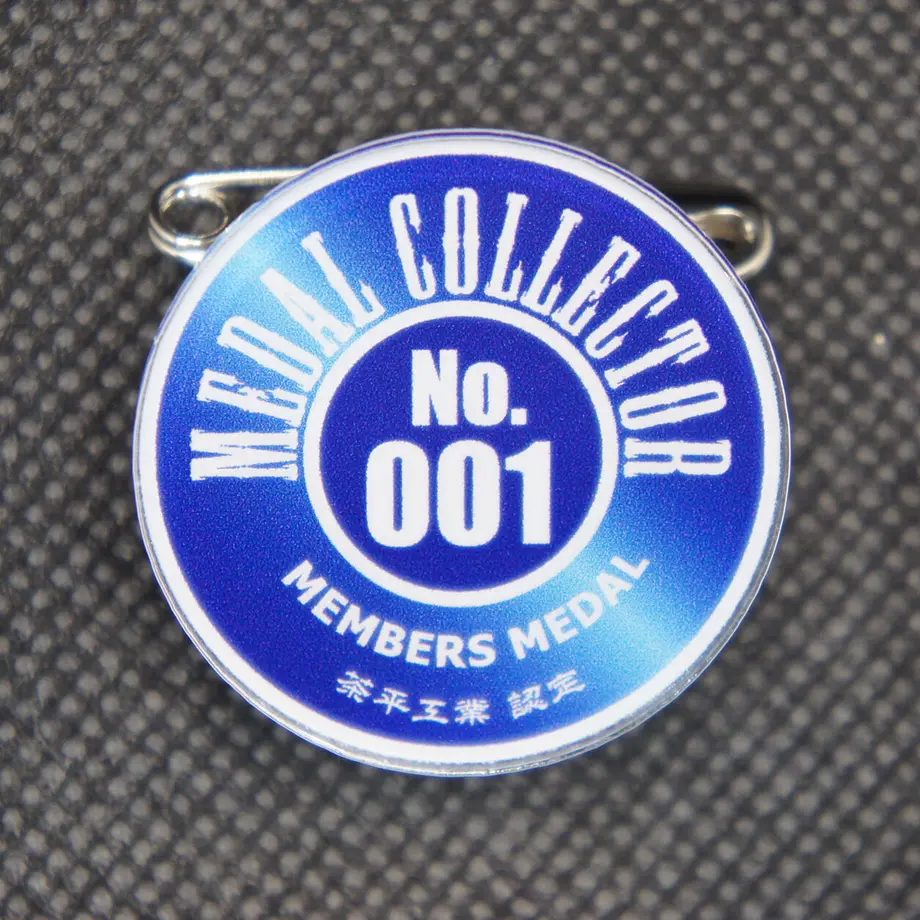 MEDAL COLLECTOR
No.
001
MEMBERS MEDAL
茶平工業 認定